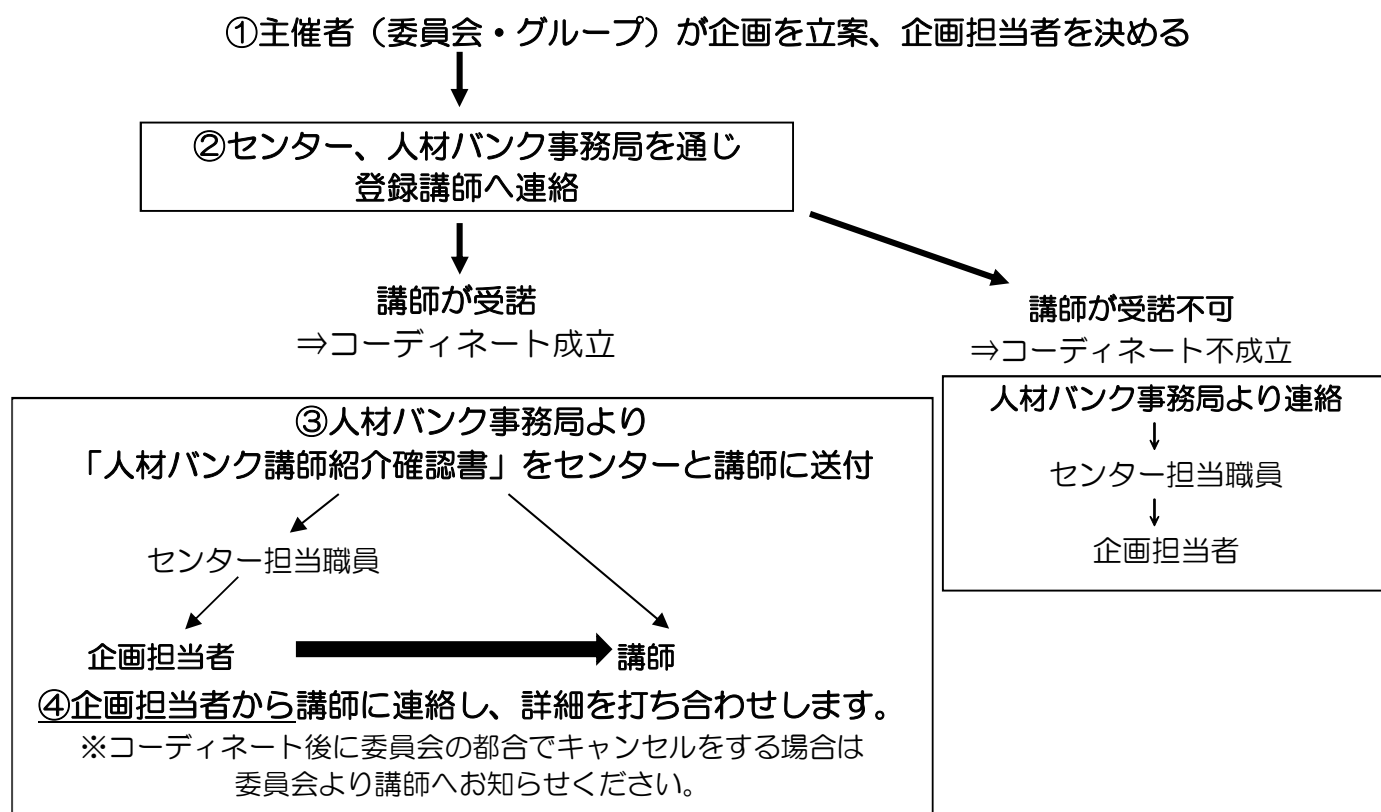 ①主催者（委員会・グループ）が企画を立案、企画担当者を決める
②センター、人材バンク事務局を通じ
登録講師へ連絡
講師が受諾
⇒コーディネート成立
講師が受諾不可
⇒コーディネート不成立
人材バンク事務局より連絡
↓
センター担当職員
↓
企画担当者
③人材バンク事務局より
「人材バンク講師紹介確認書」をセンターと講師に送付
センター担当職員
企画担当者
講師
④企画担当者から講師に連絡し、詳細を打ち合わせします。
※コーディネート後に委員会の都合でキャンセルをする場合は
委員会より講師へお知らせください。